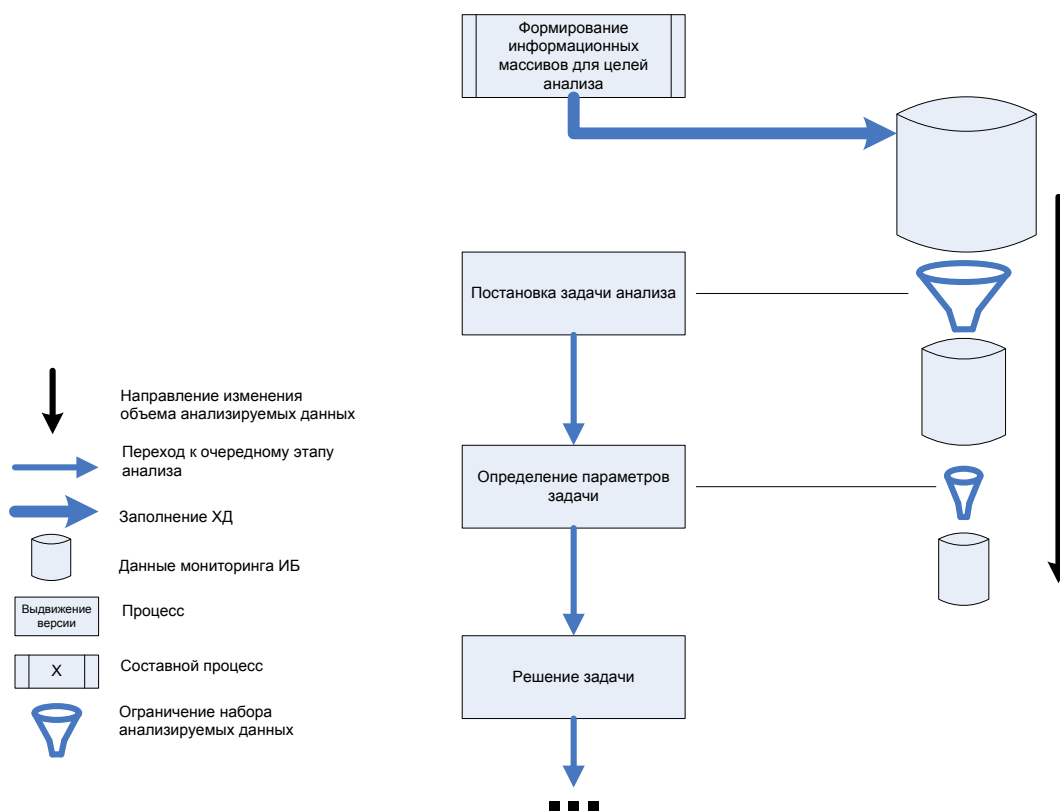 Формирование
информационных
массивов для целей
анализа
Постановка задачи анализа
Определение параметров
задачи
Решение задачи
Направление изменения
объема анализируемых данных
Переход к очередному этапу
анализа
Заполнение ХД
Данные мониторинга ИБ
Выдвижение
версии
Процесс
X
Составной процесс
Ограничение набора
анализируемых данных